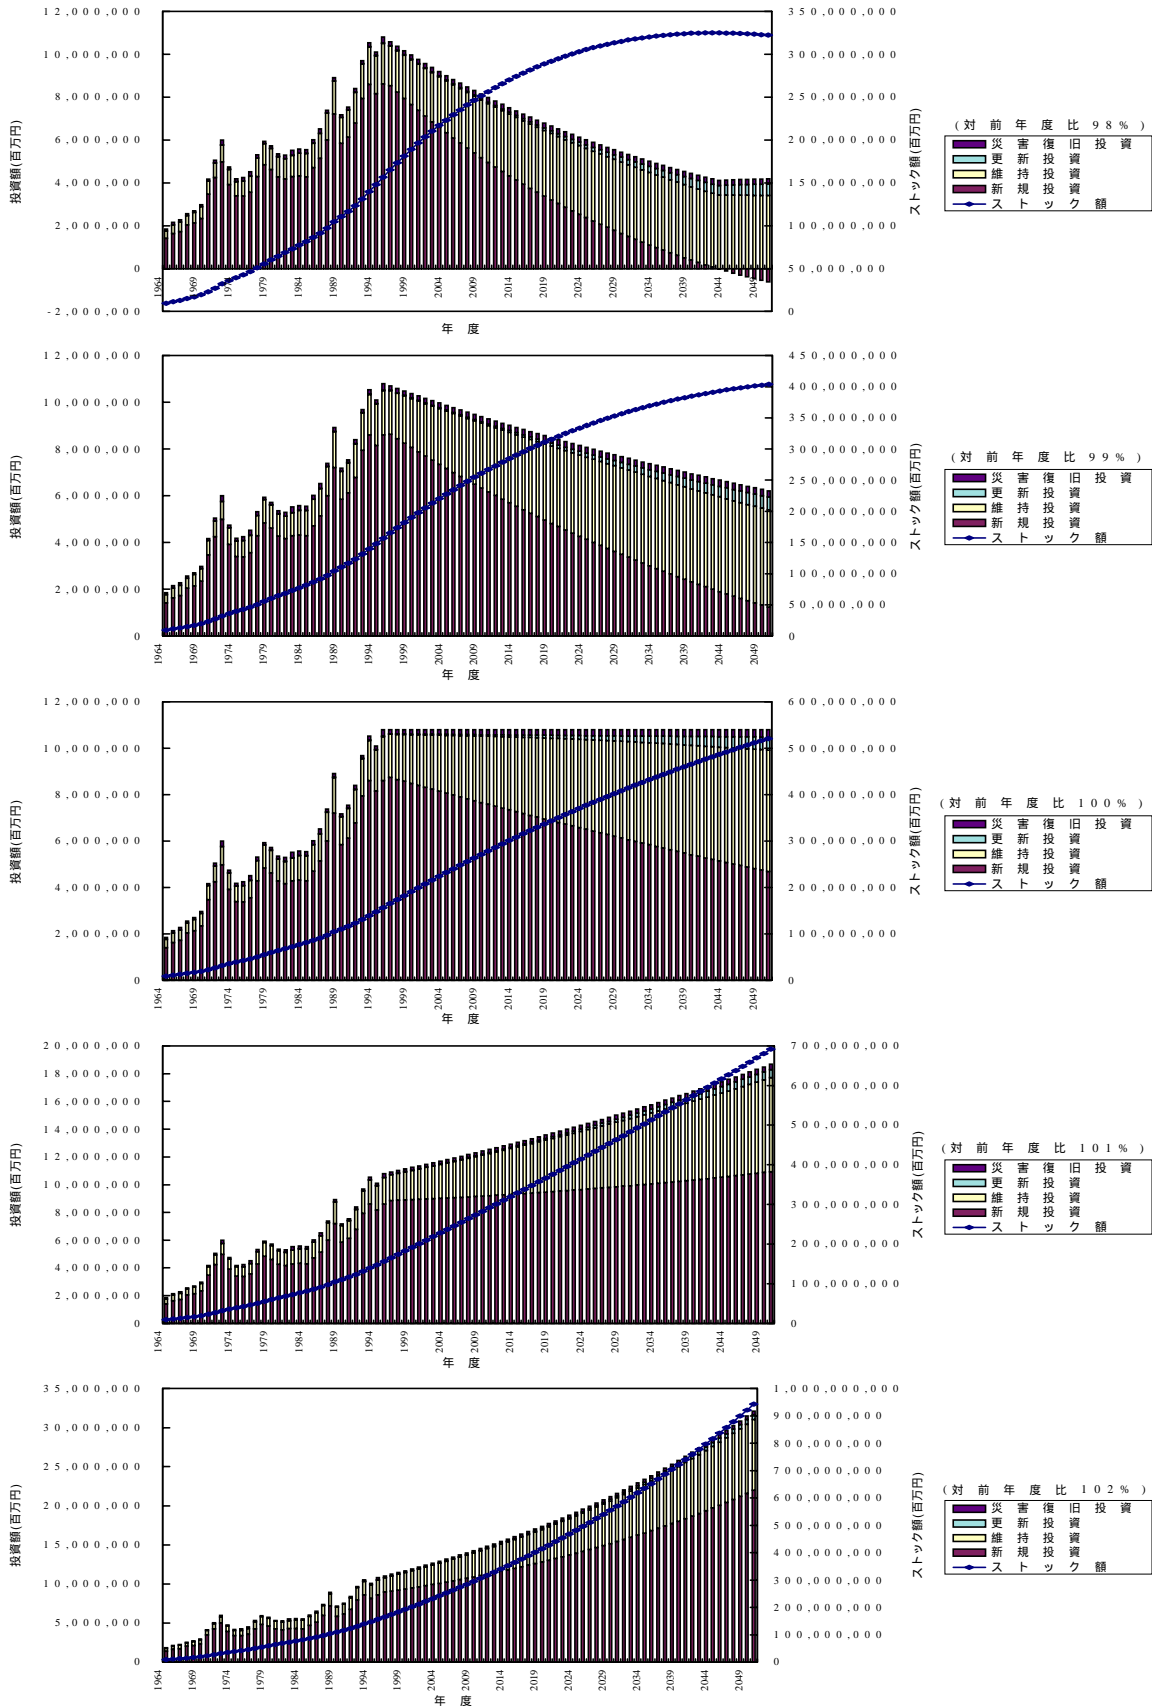 12,000,000
10,000,000
8,000,000
6,000,000
4,000,000
2,000,000
0
-2,000,000
投資額(百万円)
1964 1969 1974 1979 1984 1989 1994 1999 2004 2009 2014 2019 2024 2029 2034 2039 2044 2049
年度
350,000,000
300,000,000
250,000,000
200,000,000
150,000,000
100,000,000
50,000,000
0
ストック額(百万円)
(対前年度比98%)
災害復旧投資
更新投資
維持投資
新規投資
ストック額
12,000,000
10,000,000
8,000,000
6,000,000
4,000,000
2,000,000
0
投資額(百万円)
1964 1969 1974 1979 1984 1989 1994 1999 2004 2009 2014 2019 2024 2029 2034 2039 2044 2049
年度
450,000,000
400,000,000
350,000,000
300,000,000
250,000,000
200,000,000
150,000,000
100,000,000
50,000,000
0
ストック額(百万円)
(対前年度比99%)
災害復旧投資
更新投資
維持投資
新規投資
ストック額
12,000,000
10,000,000
8,000,000
6,000,000
4,000,000
2,000,000
0
投資額(百万円)
1964 1969 1974 1979 1984 1989 1994 1999 2004 2009 2014 2019 2024 2029 2034 2039 2044 2049
年度
600,000,000
500,000,000
400,000,000
300,000,000
200,000,000
100,000,000
0
ストック額(百万円)
(対前年度比100%)
災害復旧投資
更新投資
維持投資
新規投資
ストック額
20,000,000
18,000,000
16,000,000
14,000,000
12,000,000
10,000,000
8,000,000
6,000,000
4,000,000
2,000,000
0
投資額(百万円)
1964 1969 1974 1979 1984 1989 1994 1999 2004 2009 2014 2019 2024 2029 2034 2039 2044 2049
年度
700,000,000
600,000,000
500,000,000
400,000,000
300,000,000
200,000,000
100,000,000
0
ストック額(百万円)
(対前年度比101%)
災害復旧投資
更新投資
維持投資
新規投資
ストック額
35,000,000
30,000,000
25,000,000
20,000,000
15,000,000
10,000,000
5,000,000
0
投資額(百万円)
1964 1969 1974 1979 1984 1989 1994 1999 2004 2009 2014 2019 2024 2029 2034 2039 2044 2049
年度
1,000,000,000
900,000,000
800,000,000
700,000,000
600,000,000
500,000,000
400,000,000
300,000,000
200,000,000
100,000,000
0
ストック額(百万円)
(対前年度比102%)
災害復旧投資
更新投資
維持投資
新規投資
ストック額